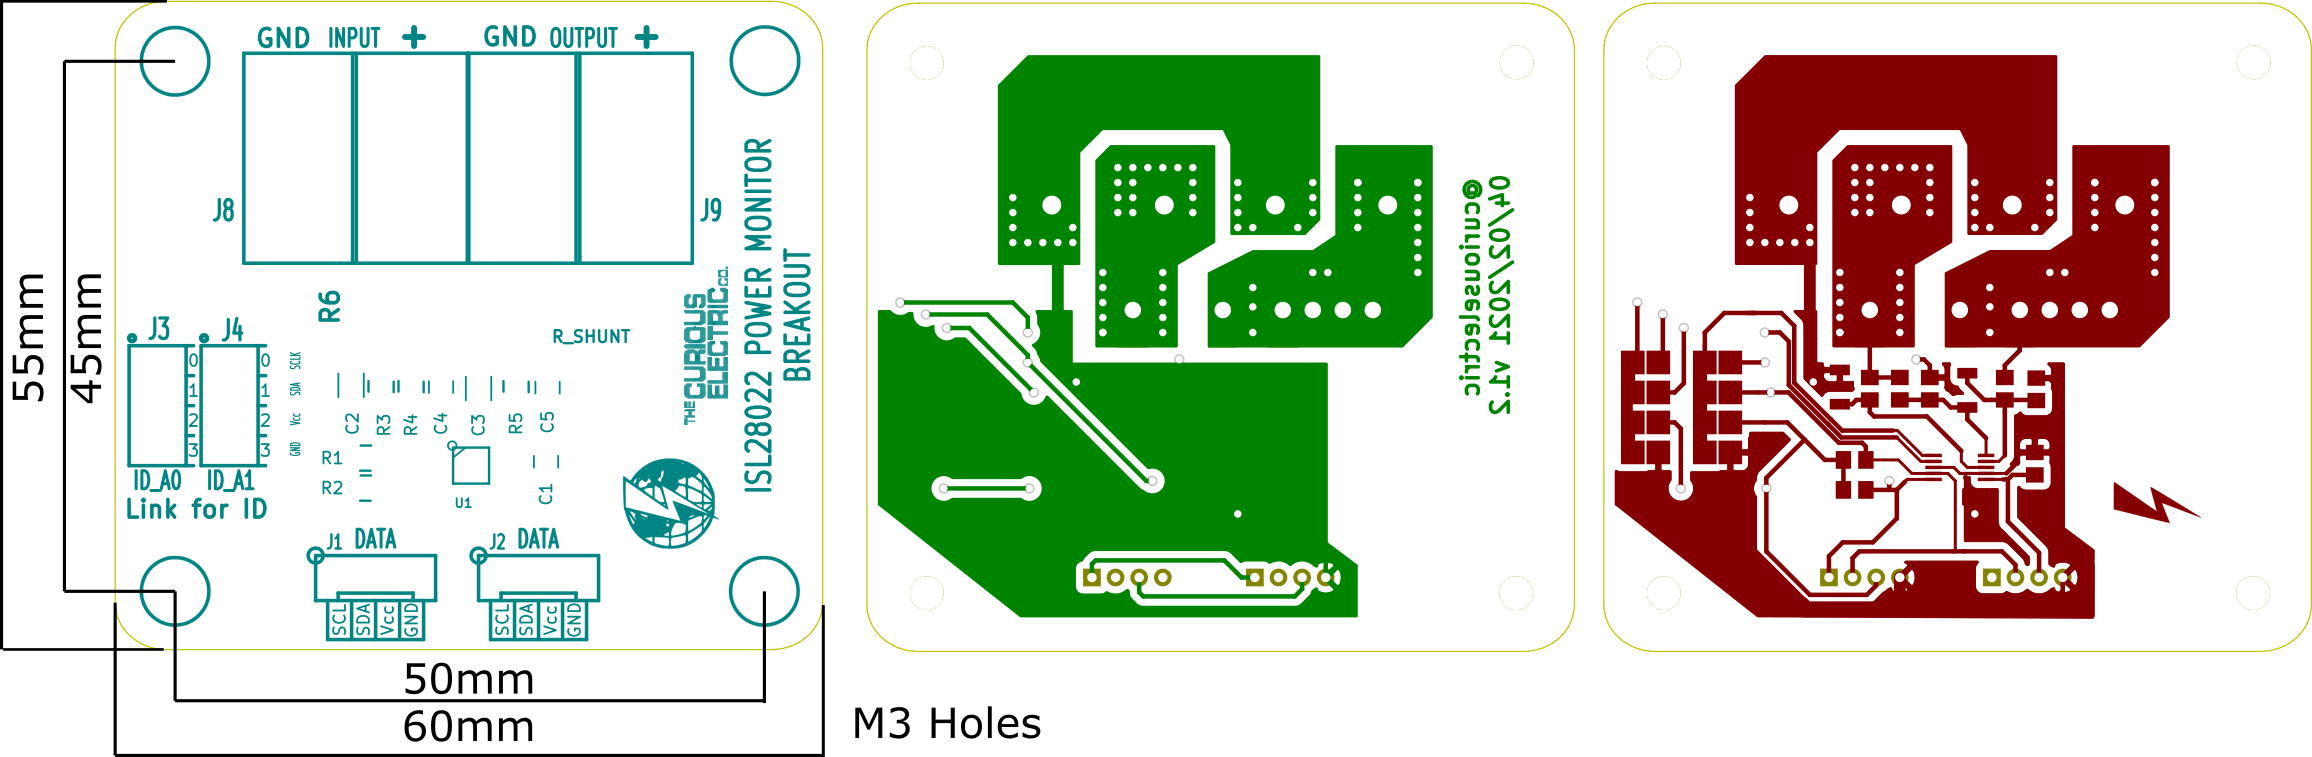 GND INPUT + GND OUTPUT +
J8
J9
ISL28022 POWER MONITOR
BREAKOUT
R6
R_SHUNT
THE CURIOUS ELECTRIC CO.
J3 J4
0 0 SCLK
1 1 SDA
2 2 Vcc
3 3 GND
ID_A0 ID_A1
Link for ID
C2 R3 R4 C4 C3 R5 C5
R1
R2
U1
C1
J1 DATA
J2 DATA
SCL SDA Vcc GND
SCL SDA Vcc GND
55mm
45mm
50mm
60mm
M3 Holes
04/02/2021 v1.2
@curiouselectric